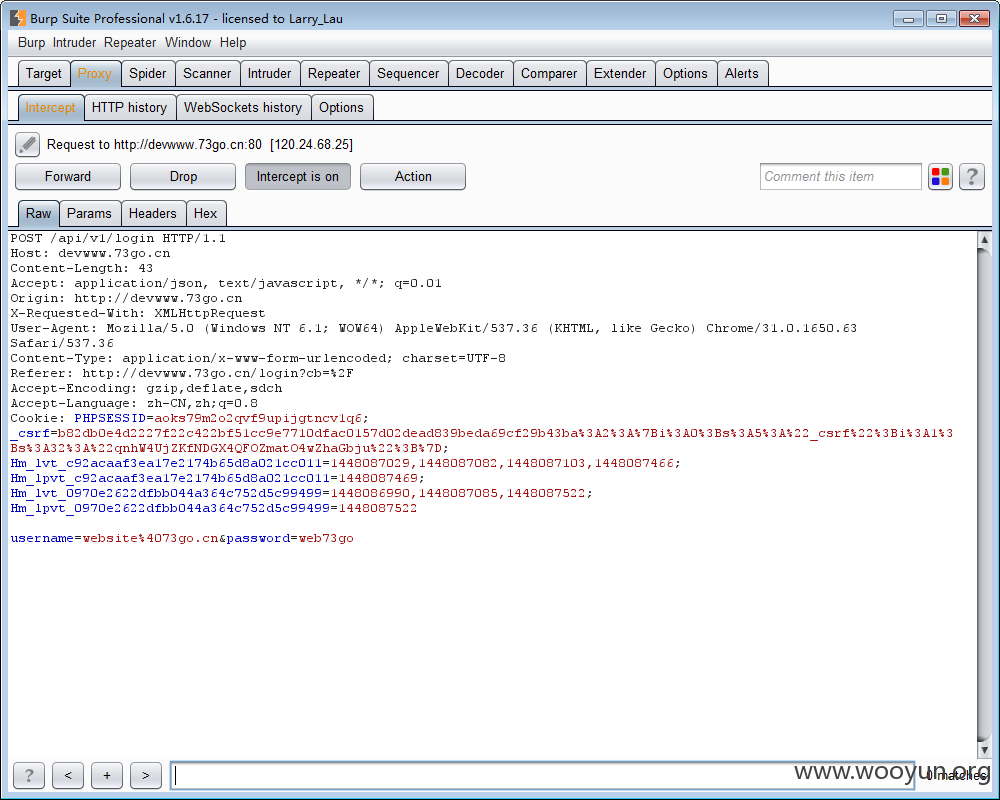 Burp Suite Professional v1.6.17 - licensed to Larry_Lau
Burp Intruder Repeater Window Help
Target Proxy Spider Scanner Intruder Repeater Sequencer Decoder Comparer Extender Options Alerts
Intercept HTTP history WebSockets history Options
Request to http://devwww.73go.cn:80 [120.24.68.25]
Forward Drop Intercept is on Action Comment this item ?
Raw Params Headers Hex
POST /api/v1/login HTTP/1.1
Host: devwww.73go.cn
Content-Length: 43
Accept: application/json, text/javascript, */*; q=0.01
Origin: http://devwww.73go.cn
X-Requested-With: XMLHttpRequest
User-Agent: Mozilla/5.0 (Windows NT 6.1; WOW64) AppleWebKit/537.36 (KHTML, like Gecko) Chrome/31.0.1650.63
Safari/537.36
Content-Type: application/x-www-form-urlencoded; charset=UTF-8
Referer: http://devwww.73go.cn/login?cb=%2F
Accept-Encoding: gzip,deflate,sdch
Accept-Language: zh-CN,zh;q=0.8
Cookie: PHPSESSID=aoks79m2o2qvf9upijgtncv1q6;
_csrf=b82db0e4d2227f22c422bf51cc9e7710dfac0157d02dead839beda69cf29b43ba%3A2%3A%7Bi%3A0%3Bs%3A5%3A%22_csrf%22%3Bi%3A1%3
Bs%3A32%3A%22qnhW4UjZKfNDGX4QFOZmatO4wZhaGbju%22%3B%7D;
Hm_lvt_c92acaaf3ea17e2174b65d8a021cc011=1448087029,1448087082,1448087103,1448087466;
Hm_lpvt_c92acaaf3ea17e2174b65d8a021cc011=1448087469;
Hm_lvt_0970e2622dfbb044a364c752d5c99499=1448086990,1448087085,1448087522;
Hm_lpvt_0970e2622dfbb044a364c752d5c99499=1448087522
username=website%4073go.cn&password=web73go
? < + > 0 matches
www.wooyun.org